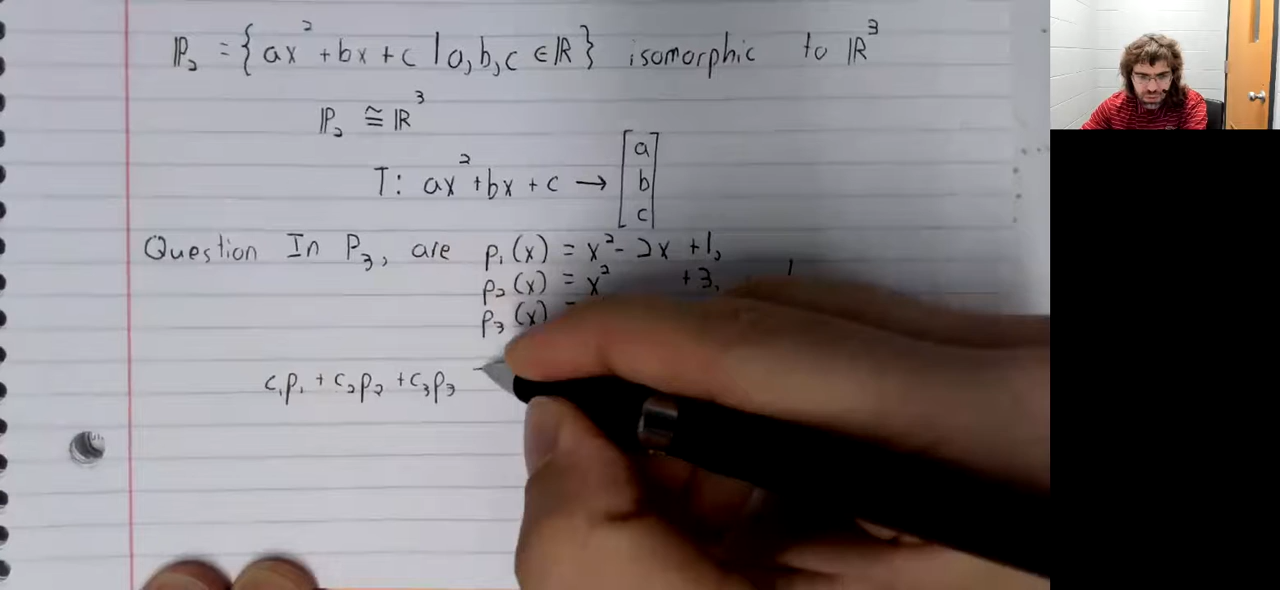 ℙ₂ = { ax² + bx + c | a, b, c ∈ ℝ } isomorphic to ℝ³
ℙ₂ ≅ ℝ³
T: ax² + bx + c → [a b c]
Question In P₃, are p₁(x) = x² - 2x + 1,
p₂(x) = x² + 3,
p₃(x) =
c₁p₁ + c₂p₂ + c₃p₃